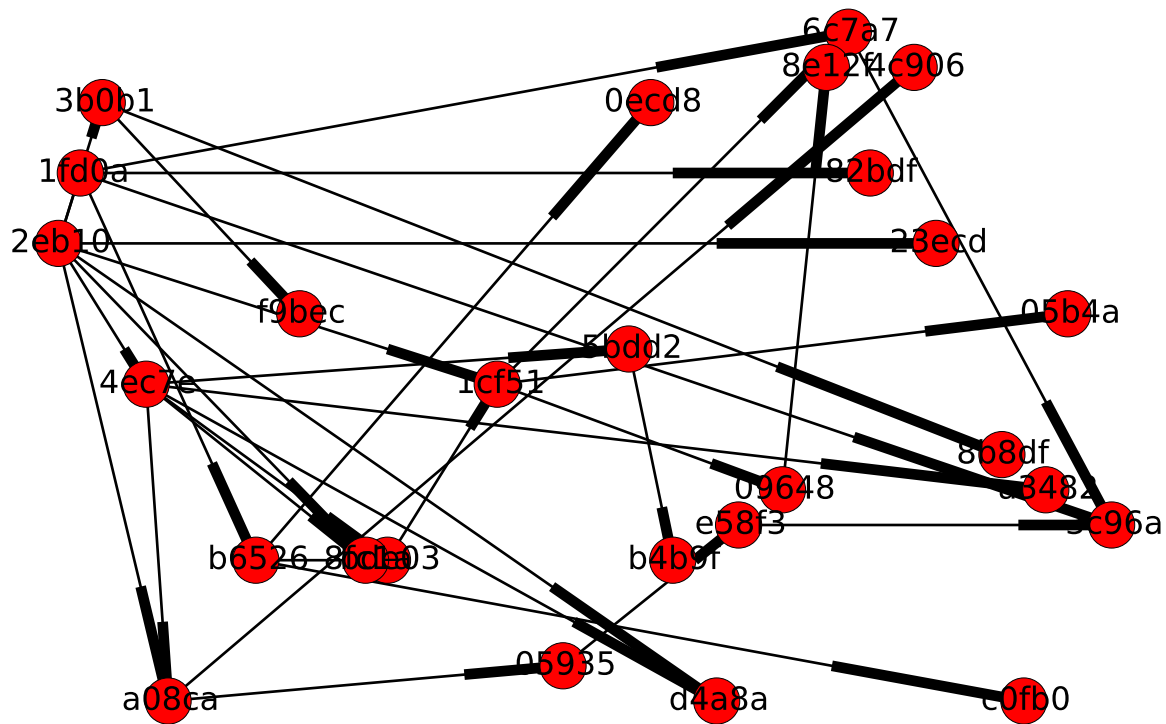 6c7a7
8e12f
4c906
3b0b1
0ecd8
1fd0a
82bdf
2eb10
23ecd
f9bec
05b4a
5bdd2
4ec7e
1cf51
8b8df
09648
a3482
e58f3
b6526
b4b9f
05935
a08ca
d4a8a
c0fb0